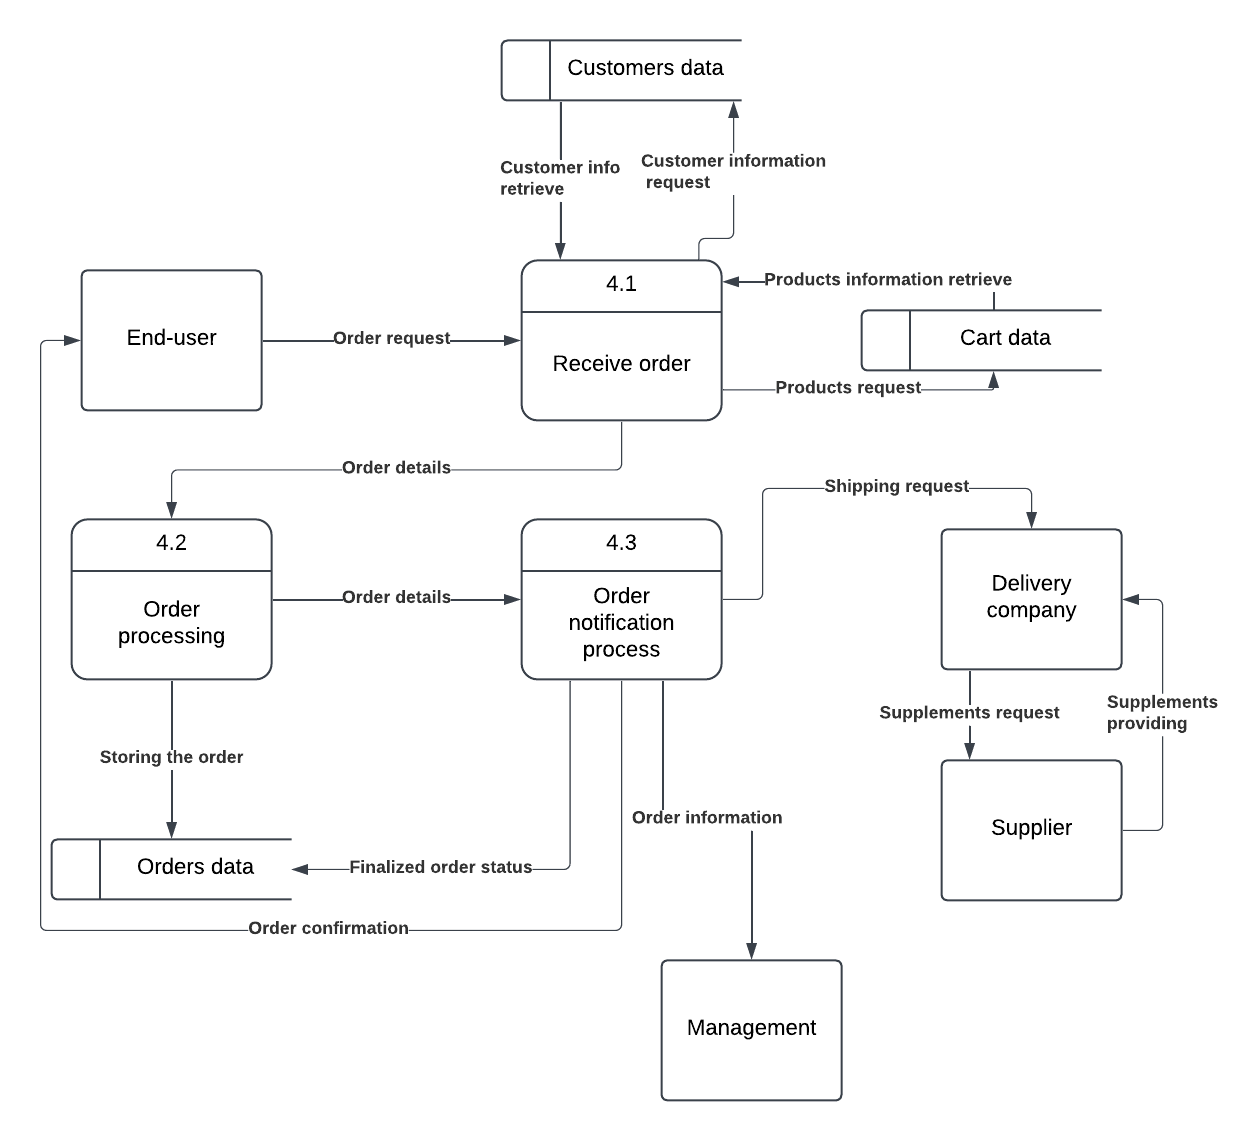 Customers data
Customer info
retrieve
Customer information
request
4.1
Receive order
Products information retrieve
End-user
Order request
Cart data
Products request
Order details
Shipping request
4.2
Order
processing
Order details
4.3
Order
notification
process
Delivery
company
Supplements request
Supplements
providing
Storing the order
Order information
Supplier
Orders data
Finalized order status
Order confirmation
Management